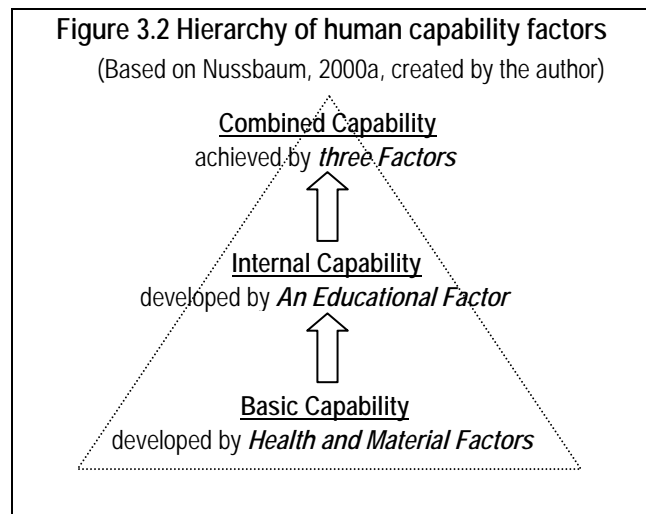 Figure 3.2 Hierarchy of human capability factors
(Based on Nussbaum, 2000a, created by the author)
Combined Capability
achieved by three Factors
Internal Capability
developed by An Educational Factor
Basic Capability
developed by Health and Material Factors